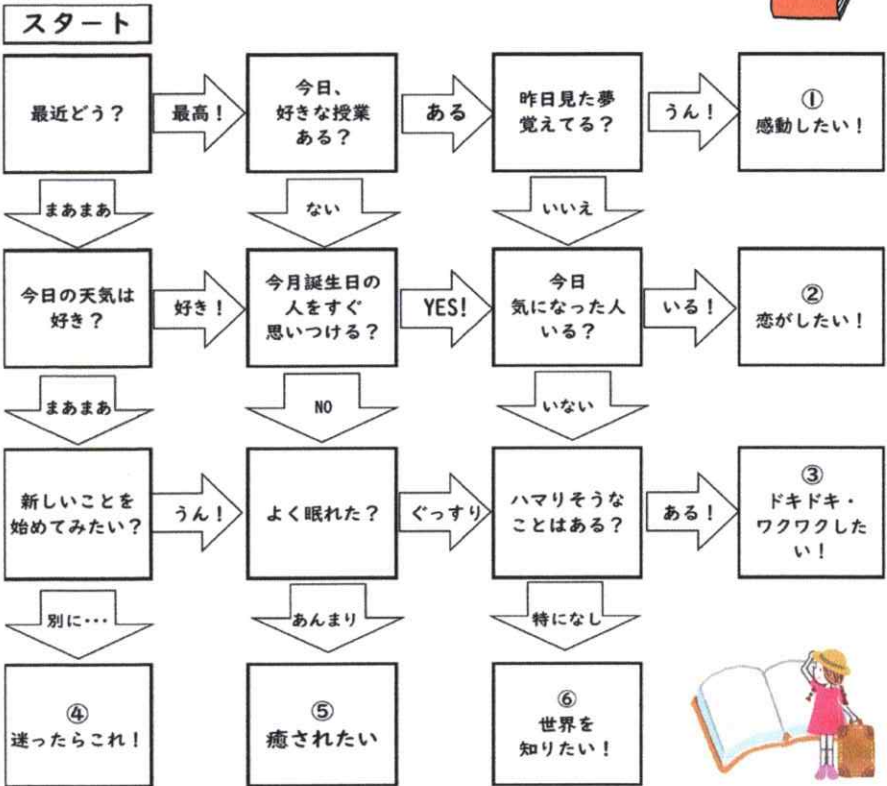 スタート
最近どう？
最高！
今日、
好きな授業
ある？
ある
昨日見た夢
覚えてる？
うん！
①
感動したい！
まあまあ
ない
いいえ
今日の天気は
好き？
好き！
今月誕生日の
人をすぐ
思いつける？
YES!
今日
気になった人
いる？
いる！
②
恋がしたい！
まあまあ
NO
いない
新しいことを
始めてみたい？
うん！
よく眠れた？
ぐっすり
ハマりそうな
ことはある？
ある！
③
ドキドキ・
ワクワクした
い！
別に・・・
あんまり
特になし
④
迷ったらこれ！
⑤
癒されたい
⑥
世界を
知りたい！